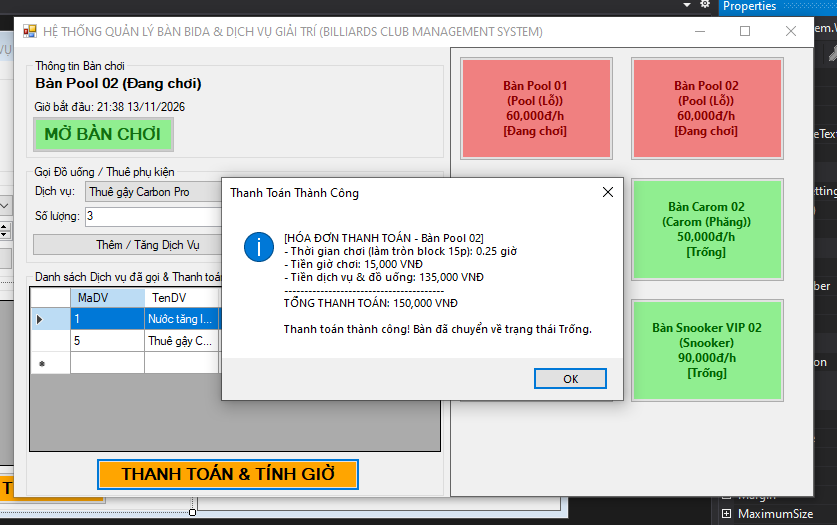 Properties
HỆ THỐNG QUẢN LÝ BÀN BIDA & DỊCH VỤ GIẢI TRÍ (BILLIARDS CLUB MANAGEMENT SYSTEM)
Thông tin Bàn chơi
Bàn Pool 02 (Đang chơi)
Giờ bắt đầu: 21:38 13/11/2026
MỞ BÀN CHƠI
Gọi Đồ uống / Thuê phụ kiện
Dịch vụ:
Thuê gậy Carbon Pro
Số lượng:
3
Thêm / Tăng Dịch Vụ
Danh sách Dịch vụ đã gọi & Thanh toán
MaDV
TenDV
1
Nước tăng l...
5
Thuê gậy C...
THANH TOÁN & TÍNH GIỜ
Bàn Pool 01
(Pool (Lỗ))
60,000đ/h
[Đang chơi]
Bàn Pool 02
(Pool (Lỗ))
60,000đ/h
[Đang chơi]
Bàn Carom 02
(Carom (Phăng))
50,000đ/h
[Trống]
Bàn Snooker VIP 02
(Snooker)
90,000đ/h
[Trống]
Thanh Toán Thành Công
[HÓA ĐƠN THANH TOÁN - Bàn Pool 02]
- Thời gian chơi (làm tròn block 15p): 0.25 giờ
- Tiền giờ chơi: 15,000 VNĐ
- Tiền dịch vụ & đồ uống: 135,000 VNĐ
----------------------------------------
TỔNG THANH TOÁN: 150,000 VNĐ
Thanh toán thành công! Bàn đã chuyển về trạng thái Trống.
OK
MaximumSize